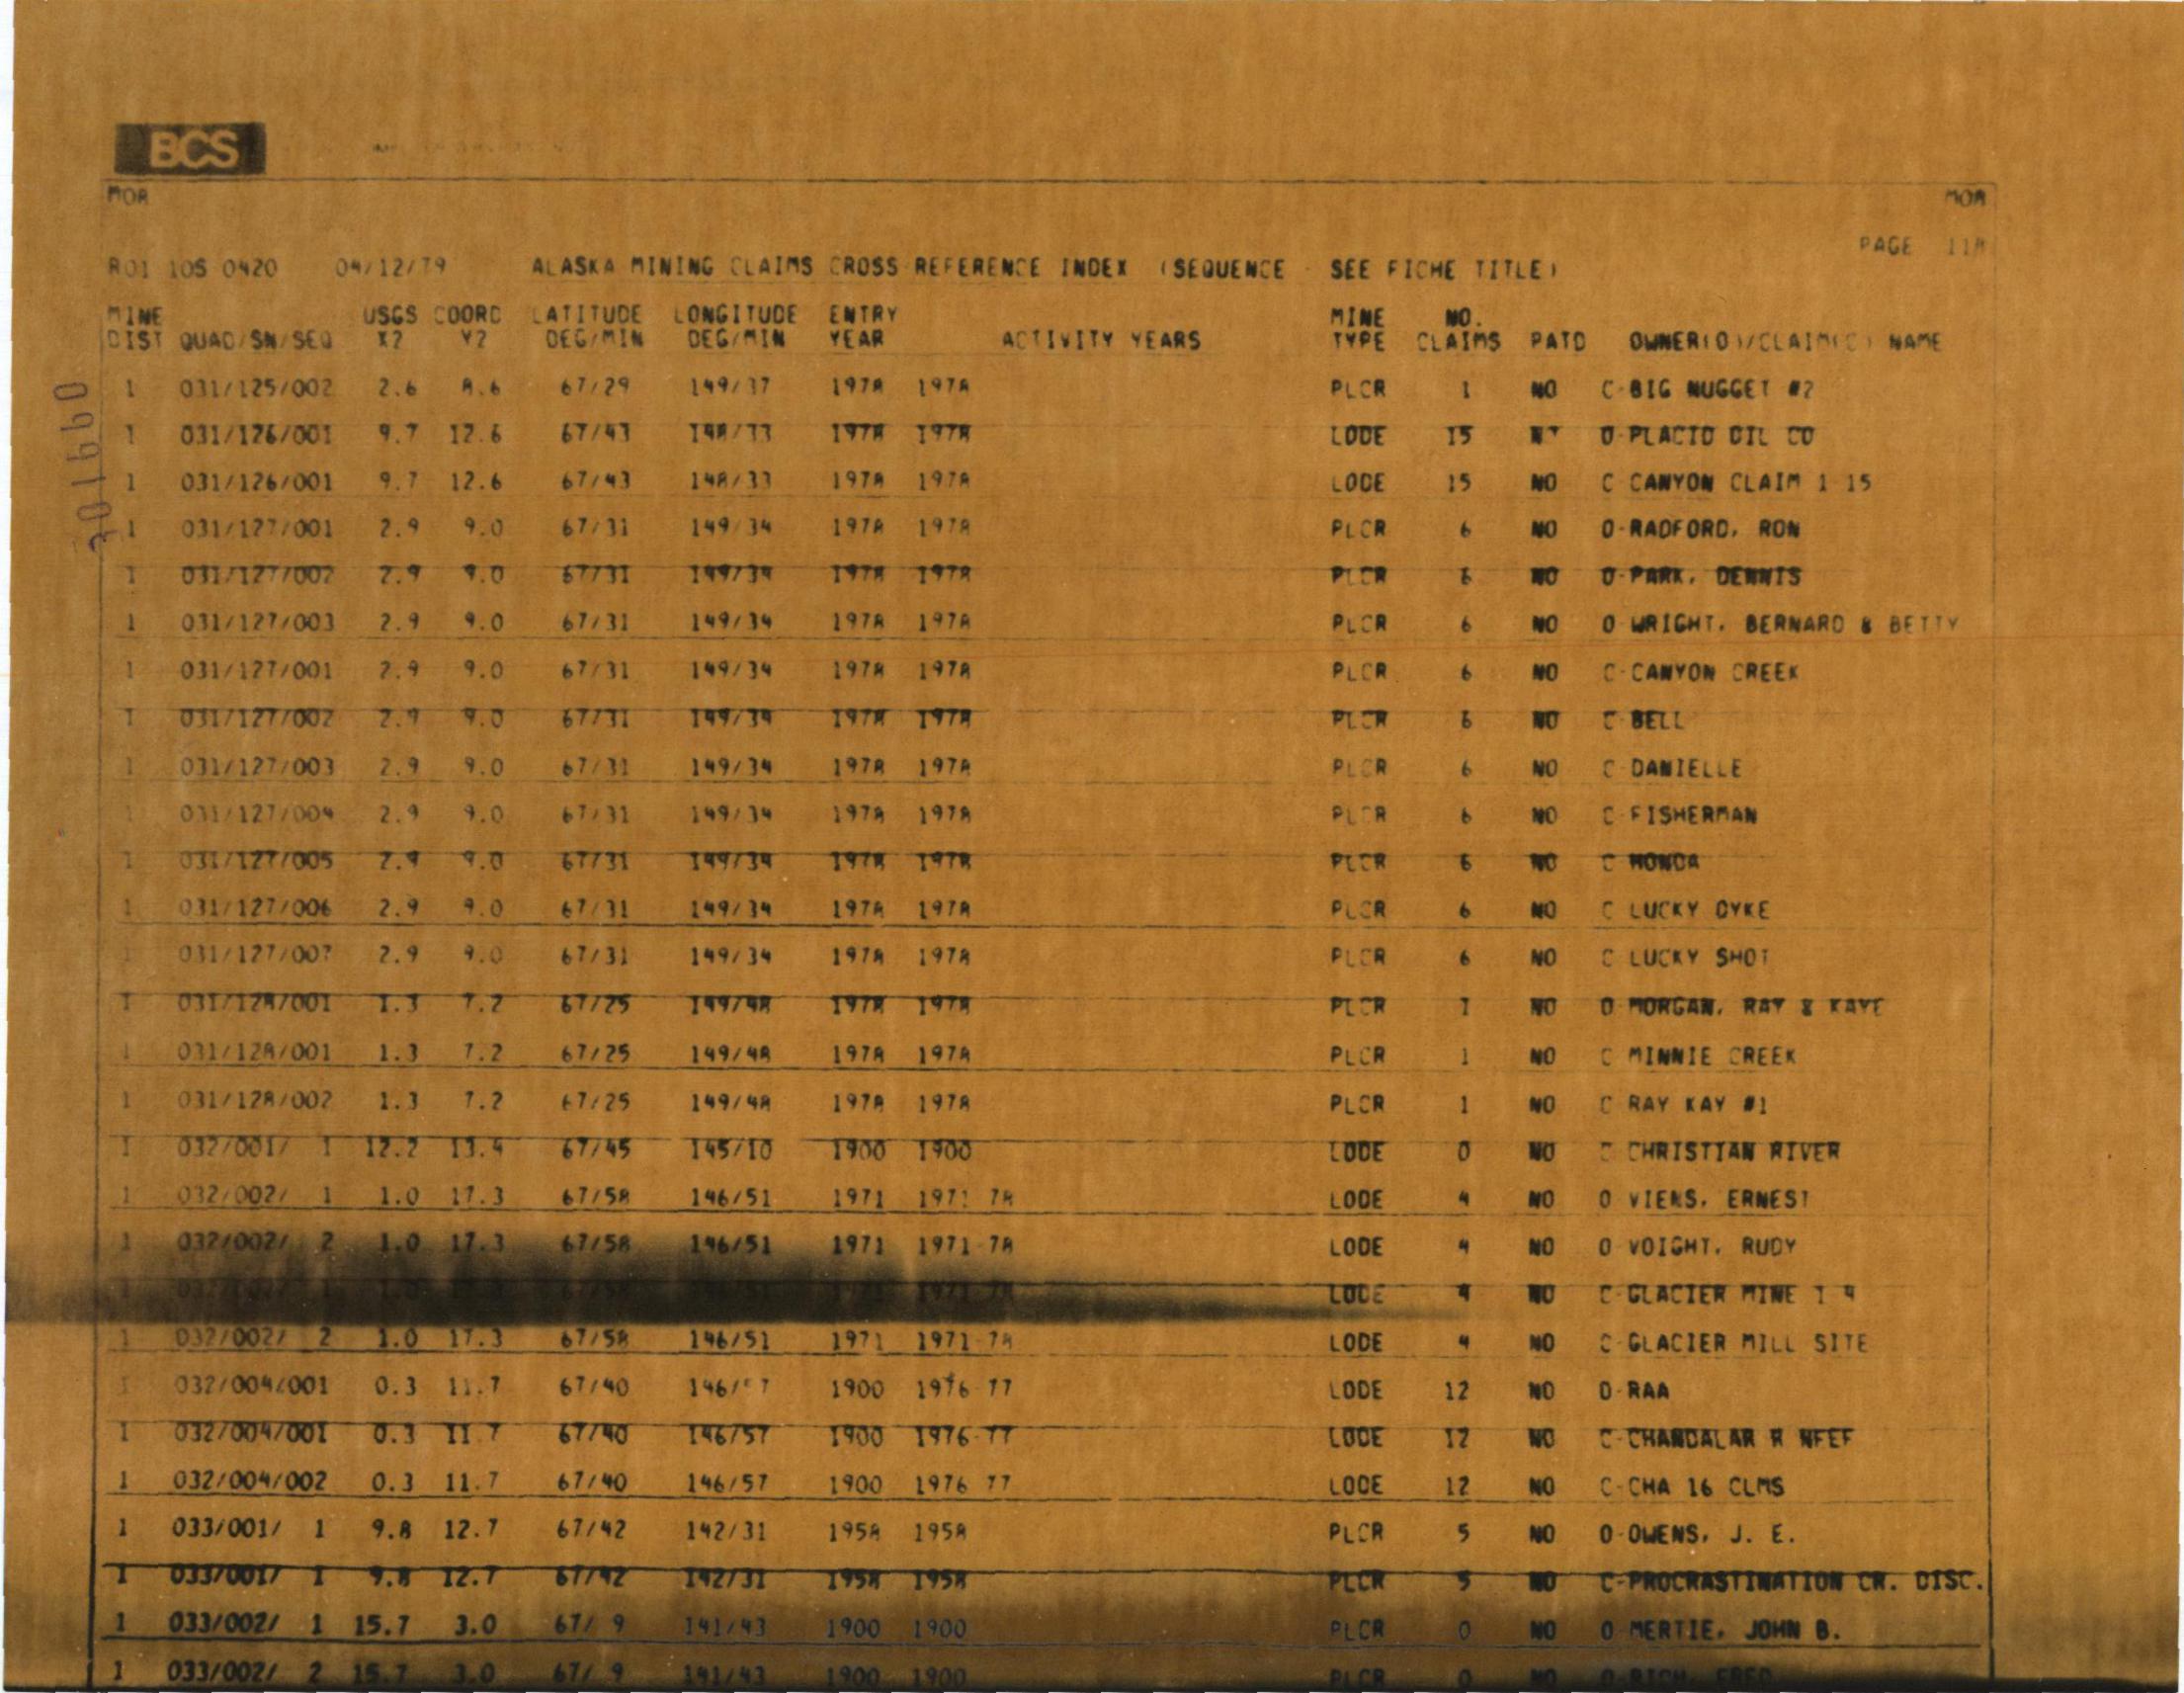 BCS
MOR MOR
PAGE
ROI 10S 0420 04/12/79 ALASKA MINING CLAIMS CROSS REFERENCE INDEX (SEQUENCE - SEE FICHE TITLE)
MINE USGS COORD LATITUDE LONGITUDE ENTRY MINE NO.
DIST QUAD/SN/SEQ X? Y? DEG/MIN DEG/MIN YEAR ACTIVITY YEARS TYPE CLAIMS PATD OWNER(O)/CLAIM(C) NAME
1 031/125/002 2.6 8.6 67/29 149/37 1978 1978 PLCR 1 NO C-BIG NUGGET #2
1 031/126/001 9.7 12.6 67/43 148/33 1978 1978 LODE 15 O-PLACID OIL CO
1 031/126/001 9.7 12.6 67/43 148/33 1978 1978 LODE 15 NO C CANYON CLAIM 1-15
1 031/127/001 2.9 9.0 67/31 149/34 1978 1978 PLCR 6 NO O-RADFORD, RON
1 031/127/002 2.9 9.0 67/31 149/34 1978 1978 PLCR 6 NO O-PARK, DENNIS
1 031/127/003 2.9 9.0 67/31 149/34 1978 1978 PLCR 6 NO O WRIGHT, BERNARD & BETTY
1 031/127/001 2.9 9.0 67/31 149/34 1978 1978 PLCR 6 NO C-CANYON CREEK
1 031/127/002 2.9 9.0 67/31 149/34 1978 1978 PLCR 6 NO C BELL
1 031/127/003 2.9 9.0 67/31 149/34 1978 1978 PLCR 6 NO C-DANIELLE
1 031/127/004 2.9 9.0 67/31 149/34 1978 1978 PLCR 6 NO C FISHERMAN
1 031/127/005 2.9 9.0 67/31 149/34 1978 1978 PLCR 6 NO C HONDA
1 031/127/006 2.9 9.0 67/31 149/34 1978 1978 PLCR 6 NO C LUCKY DYKE
1 031/127/007 2.9 9.0 67/31 149/34 1978 1978 PLCR 6 NO C LUCKY SHOT
1 031/128/001 1.3 7.2 67/25 149/48 1978 1978 PLCR 1 NO O MORGAN, RAY & KAYE
1 031/128/001 1.3 7.2 67/25 149/48 1978 1978 PLCR 1 NO C MINNIE CREEK
1 031/128/002 1.3 7.2 67/25 149/48 1978 1978 PLCR 1 NO C RAY KAY #1
1 032/001/ 1 12.2 13.4 67/45 145/10 1900 1900 LODE 0 NO C CHRISTIAN RIVER
1 032/002/ 1 1.0 17.3 67/58 146/51 1971 1971-78 LODE 4 NO O VIENS, ERNEST
1 032/002/ 2 1.0 17.3 67/58 146/51 1971 1971-78 LODE 4 NO O VOIGHT, RUDY
1971-78 LODE 4 NO C-GLACIER MINE 1 4
1 032/002/ 2 1.0 17.3 67/58 146/51 1971 1971-78 LODE 4 NO C-GLACIER MILL SITE
1 032/004/001 0.3 11.7 67/40 1900 1976-77 LODE 12 NO O-RAA
1 032/004/001 0.3 11.7 67/40 146/57 1900 1976-77 LODE 12 NO C-CHANDALAR R NFEF
1 032/004/002 0.3 11.7 67/40 146/57 1900 1976 77 LODE 12 NO C-CHA 16 CLMS
1 033/001/ 1 9.8 12.7 67/42 142/31 1958 1958 PLCR 5 NO O-OWENS, J. E.
1 033/001/ 1 9.8 12.7 67/42 142/31 1958 1958 PLCR 5 NO C-PROCRASTINATION CR. DISC.
1 033/002/ 1 15.7 3.0 67/ 9 141/43 1900 1900 PLCR 0 NO O MERTIE, JOHN B.
1 033/002/ 2 15.7 3.0 67/ 9 141/43 1900 1900 PLCR 0 NO O-RICH, FRED